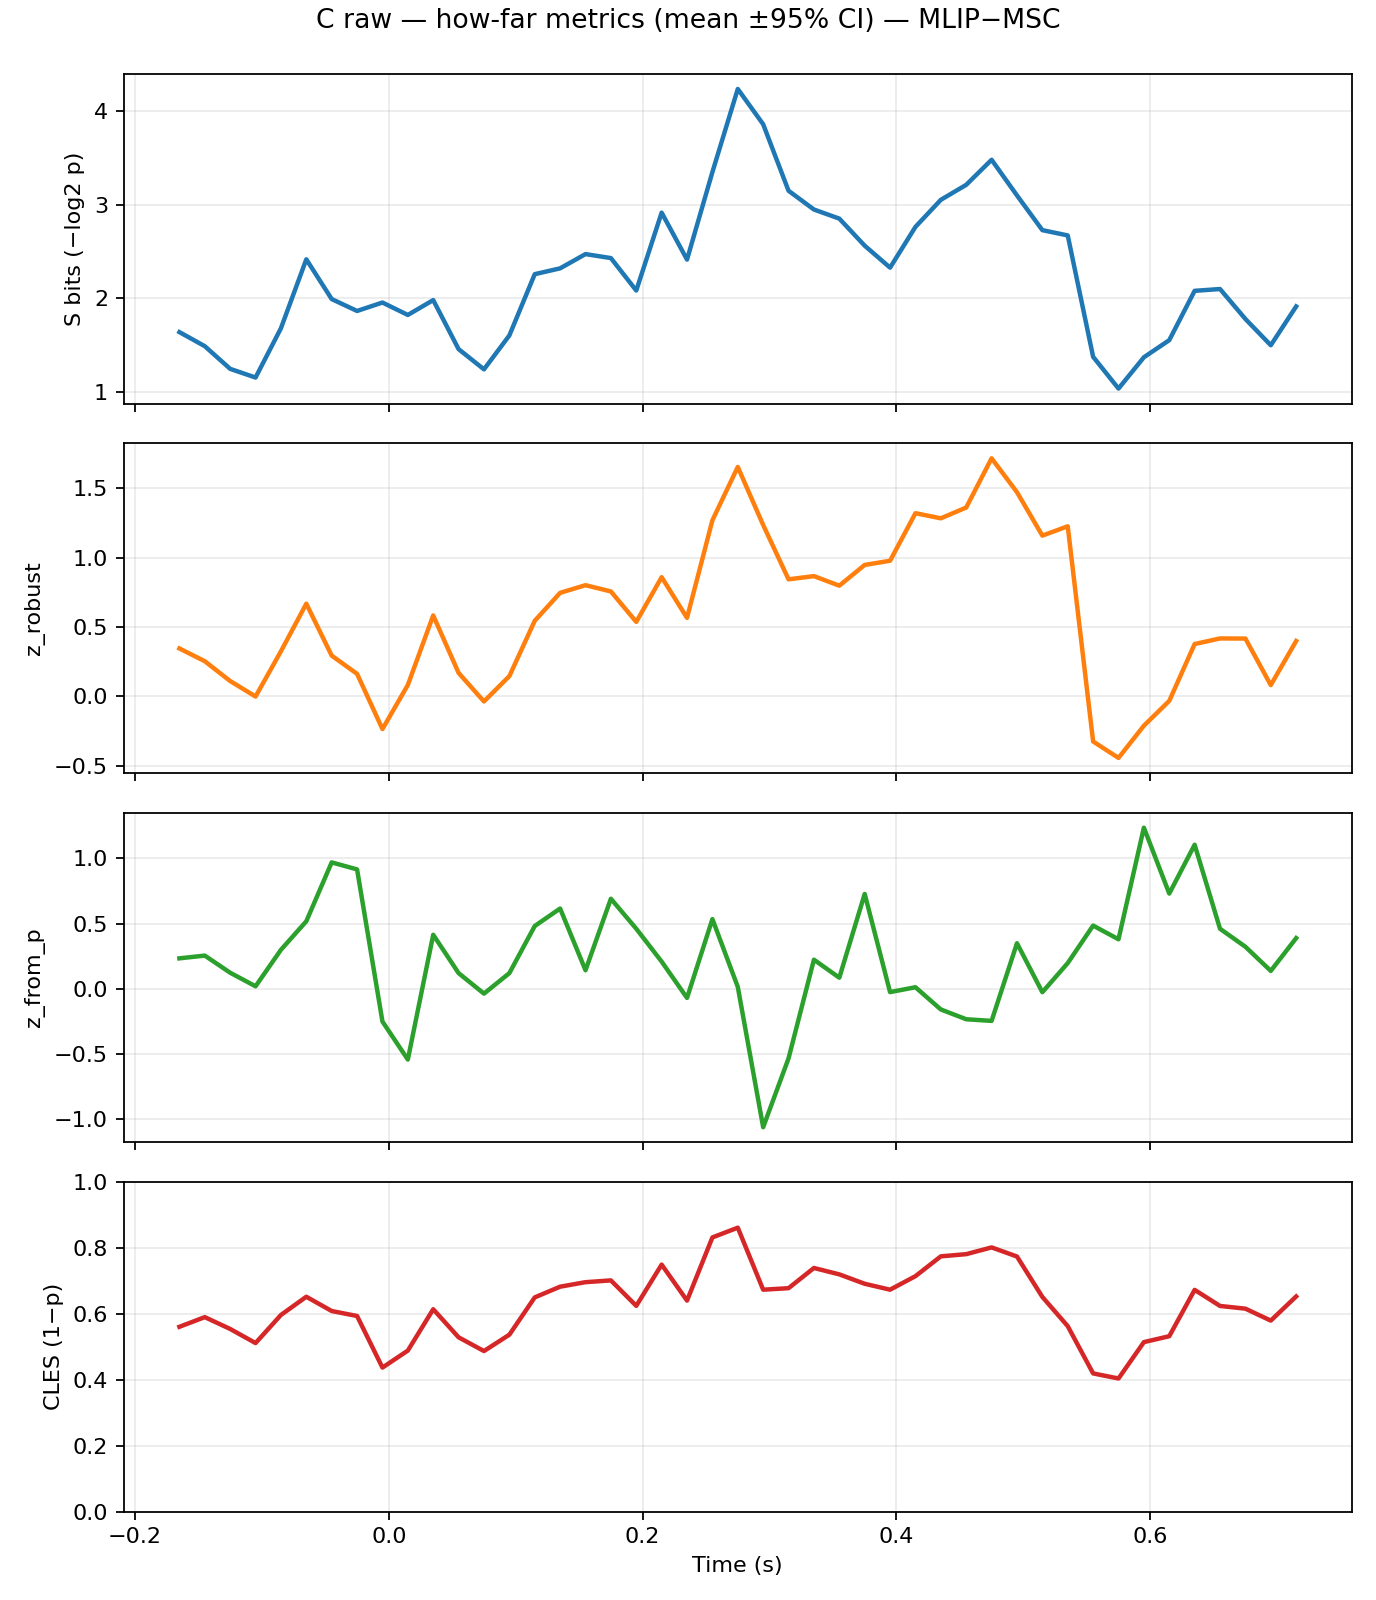 C raw — how-far metrics (mean ±95% CI) — MLIP−MSC
S bits (−log2 p)
4
3
2
1
z_robust
1.5
1.0
0.5
0.0
−0.5
z_from_p
1.0
0.5
0.0
−0.5
−1.0
CLES (1−p)
1.0
0.8
0.6
0.4
0.2
0.0
−0.2 0.0 0.2 0.4 0.6
Time (s)